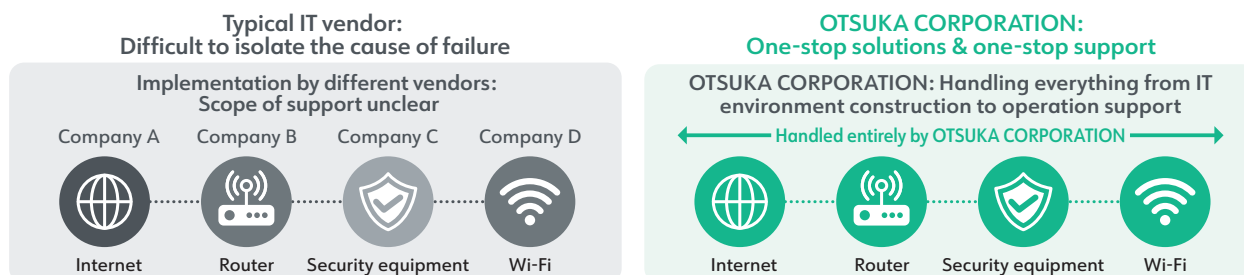 Typical IT vendor:
Difficult to isolate the cause of failure
Implementation by different vendors:
Scope of support unclear
Company A
Company B
Company C
Company D
Internet
Router
Security equipment
Wi-Fi
OTSUKA CORPORATION:
One-stop solutions & one-stop support
OTSUKA CORPORATION: Handling everything from IT
environment construction to operation support
Handled entirely by OTSUKA CORPORATION
Internet
Router
Security equipment
Wi-Fi